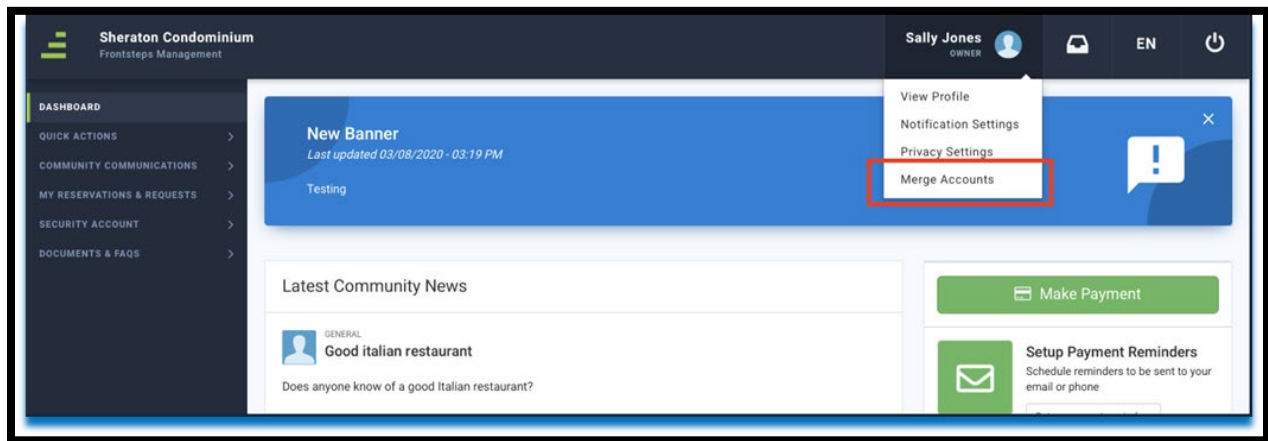 Sheraton Condominium
Frontsteps Management
Sally Jones
OWNER
EN
View Profile
Notification Settings
Privacy Settings
Merge Accounts
DASHBOARD
QUICK ACTIONS
COMMUNITY COMMUNICATIONS
MY RESERVATIONS & REQUESTS
SECURITY ACCOUNT
DOCUMENTS & FAQS
New Banner
Last updated 03/08/2020 - 03:19 PM
Testing
Latest Community News
GENERAL
Good italian restaurant
Does anyone know of a good Italian restaurant?
Make Payment
Setup Payment Reminders
Schedule reminders to be sent to your
email or phone